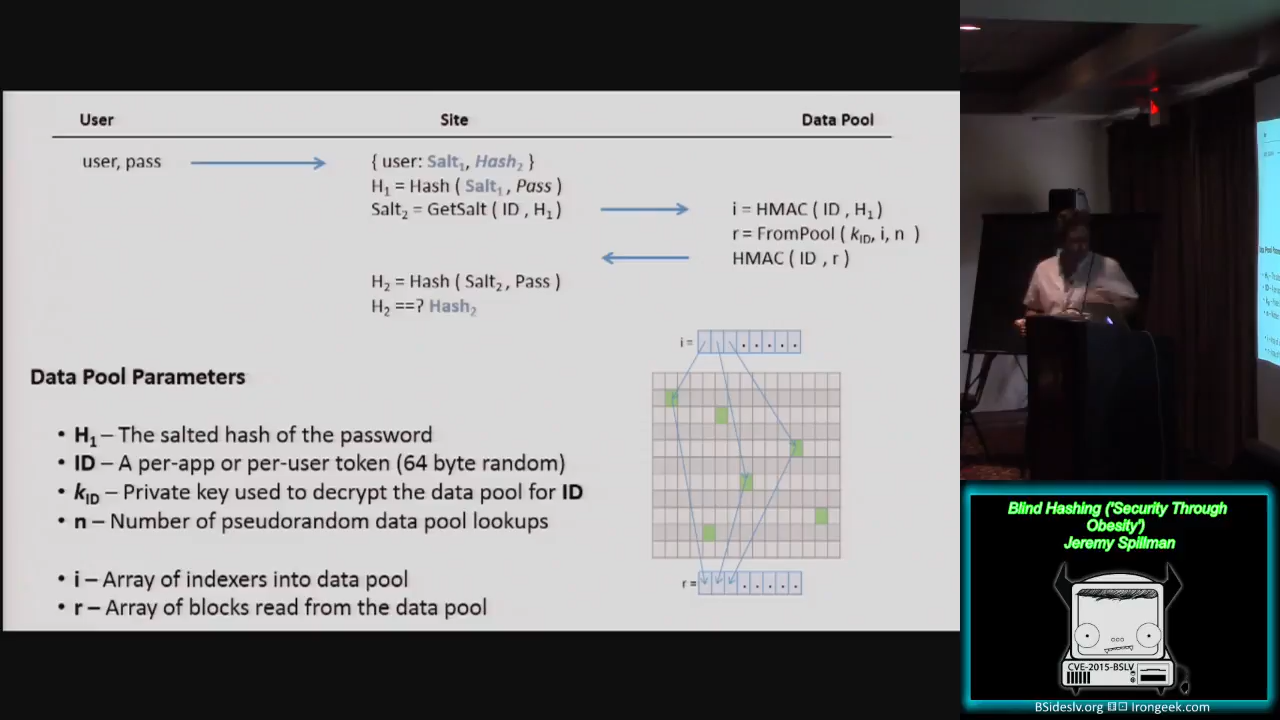 User Site Data Pool
user, pass { user: Salt₁, Hash₂ }
H₁ = Hash ( Salt₁ , Pass )
Salt₂ = GetSalt ( ID , H₁ ) i = HMAC ( ID , H₁ )
r = FromPool ( kID, i, n )
HMAC ( ID , r )
H₂ = Hash ( Salt₂ , Pass )
H₂ ==? Hash₂
i =
Data Pool Parameters
• H₁ – The salted hash of the password
• ID – A per-app or per-user token (64 byte random)
• kID – Private key used to decrypt the data pool for ID
• n – Number of pseudorandom data pool lookups
• i – Array of indexers into data pool
r =
• r – Array of blocks read from the data pool
Blind Hashing ('Security Through
Obesity')
Jeremy Spillman
CVE-2015-BSLV
BSideslv.org Irongeek.com